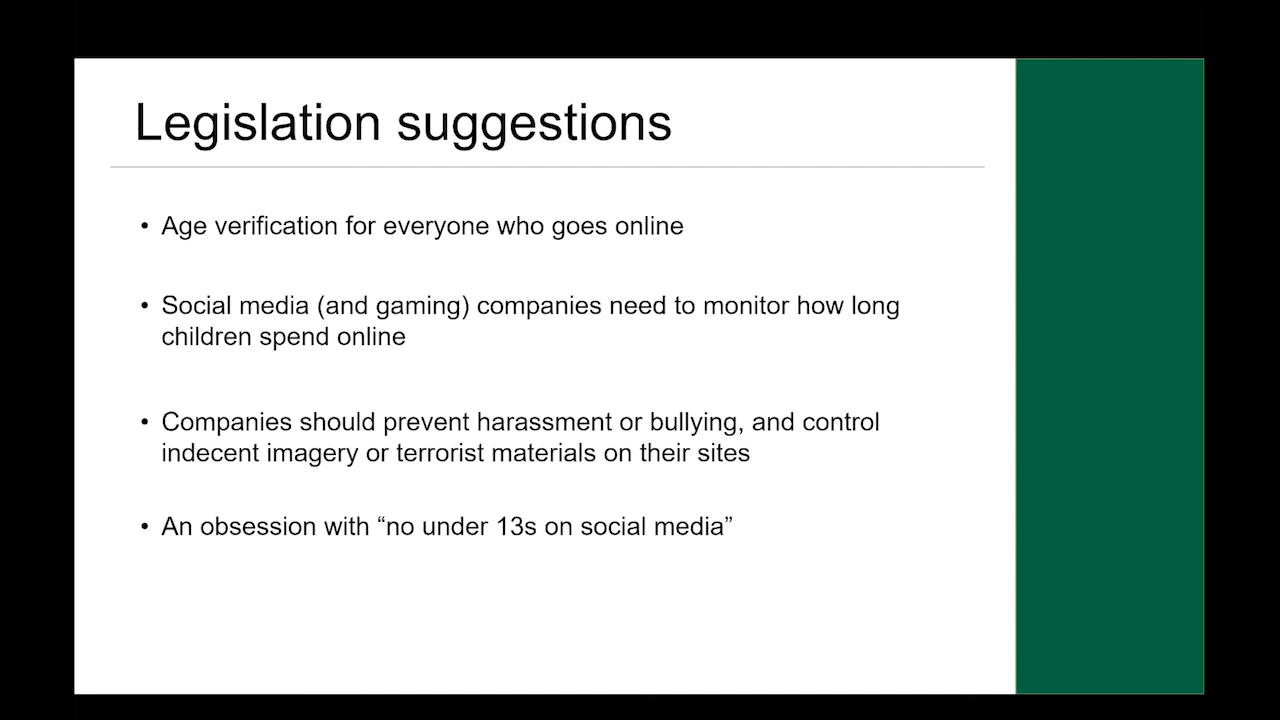 Legislation suggestions
• Age verification for everyone who goes online
• Social media (and gaming) companies need to monitor how long
children spend online
• Companies should prevent harassment or bullying, and control
indecent imagery or terrorist materials on their sites
• An obsession with “no under 13s on social media”